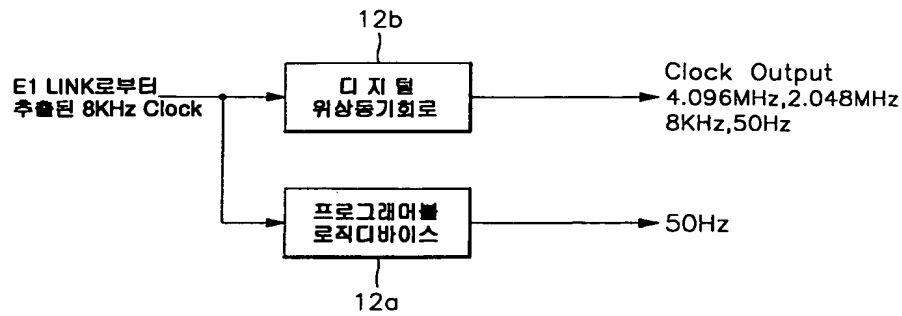 12b
E1 LINK로부터
추출된 8KHz Clock
디 지 털
위상동기회로
Clock Output
4.096MHz,2.048MHz
8KHz,50Hz
프로그래머블
로직디바이스
50Hz
12a